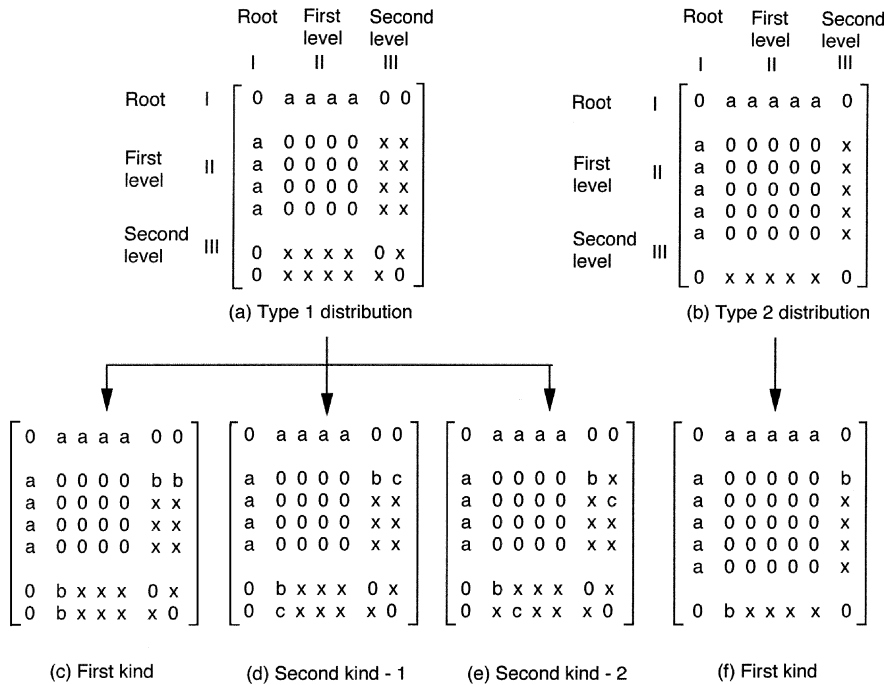 Root First level Second level
I II III
Root I 0 a a a a 0 0
a 0 0 0 0 x x
First level II a 0 0 0 0 x x
a 0 0 0 0 x x
a 0 0 0 0 x x
Second level III 0 x x x x 0 x
0 x x x x x 0
(a) Type 1 distribution
Root First level Second level
I II III
Root I 0 a a a a a 0
a 0 0 0 0 0 x
First level II a 0 0 0 0 0 x
a 0 0 0 0 0 x
a 0 0 0 0 0 x
a 0 0 0 0 0 x
Second level III 0 x x x x x 0
(b) Type 2 distribution
0 a a a a 0 0
a 0 0 0 0 b b
a 0 0 0 0 x x
a 0 0 0 0 x x
a 0 0 0 0 x x
0 b x x x 0 x
0 b x x x x 0
(c) First kind
0 a a a a 0 0
a 0 0 0 0 b c
a 0 0 0 0 x x
a 0 0 0 0 x x
a 0 0 0 0 x x
0 b x x x 0 x
0 c x x x x 0
(d) Second kind - 1
0 a a a a 0 0
a 0 0 0 0 b x
a 0 0 0 0 x c
a 0 0 0 0 x x
a 0 0 0 0 x x
0 b x x x 0 x
0 x c x x x 0
(e) Second kind - 2
0 a a a a a 0
a 0 0 0 0 0 b
a 0 0 0 0 0 x
a 0 0 0 0 0 x
a 0 0 0 0 0 x
a 0 0 0 0 0 x
0 b x x x x 0
(f) First kind